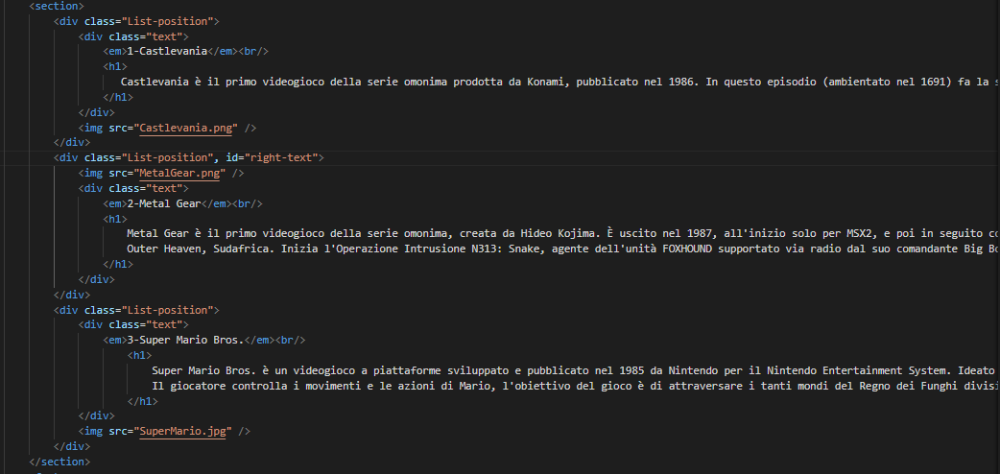 <section>
<div class="List-position">
<div class="text">
<em>1-Castlevania</em><br/>
<h1>
Castlevania è il primo videogioco della serie omonima prodotta da Konami, pubblicato nel 1986. In questo episodio (ambientato nel 1691) fa la
</h1>
</div>
<img src="Castlevania.png" />
</div>
<div class="List-position", id="right-text">
<img src="MetalGear.png" />
<div class="text">
<em>2-Metal Gear</em><br/>
<h1>
Metal Gear è il primo videogioco della serie omonima, creata da Hideo Kojima. È uscito nel 1987, all'inizio solo per MSX2, e poi in seguito
Outer Heaven, Sudafrica. Inizia l'Operazione Intrusione N313: Snake, agente dell'unità FOXHOUND supportato via radio dal suo comandante Big
</h1>
</div>
</div>
<div class="List-position">
<div class="text">
<em>3-Super Mario Bros.</em><br/>
<h1>
Super Mario Bros. è un videogioco a piattaforme sviluppato e pubblicato nel 1985 da Nintendo per il Nintendo Entertainment System. Ideato
Il giocatore controlla i movimenti e le azioni di Mario, l'obiettivo del gioco è di attraversare i tanti mondi del Regno dei Funghi divisi
</h1>
</div>
<img src="SuperMario.jpg" />
</div>
</section>